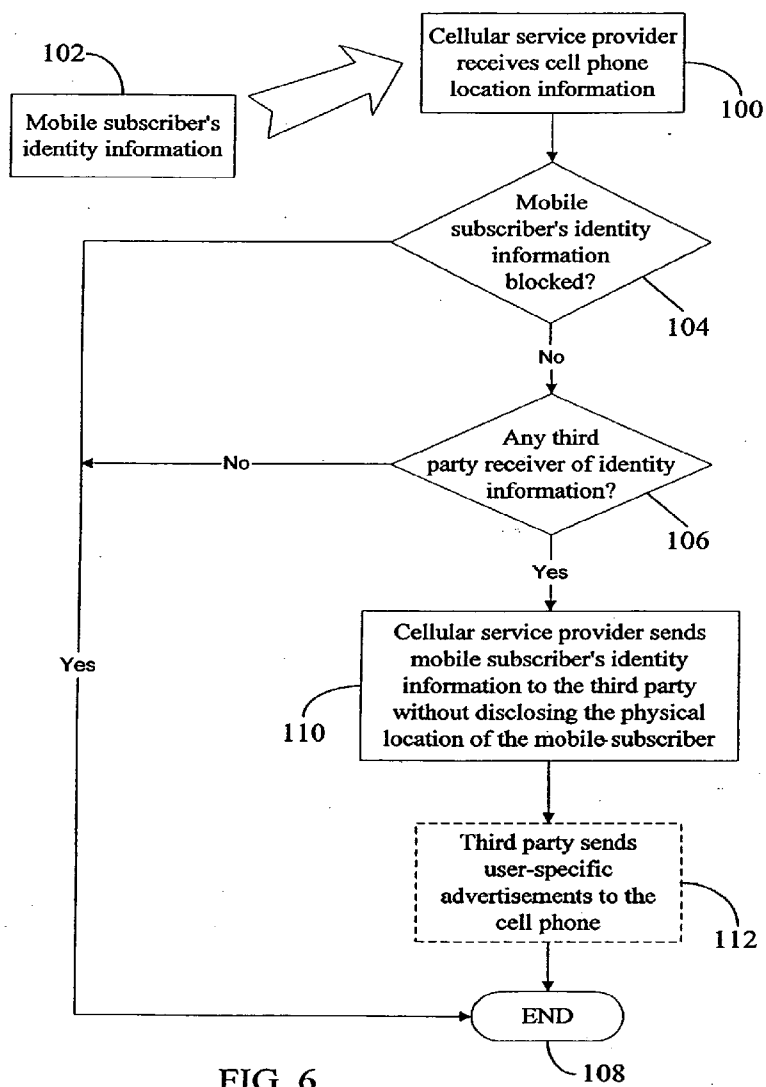 102
Mobile subscriber's
identity information
Cellular service provider
receives cell phone
location information
100
Mobile
subscriber's identity
information
blocked?
104
No
Any third
party receiver of identity
information?
106
No
Yes
Yes
Cellular service provider sends
mobile subscriber's identity
information to the third party
without disclosing the physical
location of the mobile subscriber
110
Third party sends
user-specific
advertisements to the
cell phone
112
END
108
FIG. 6